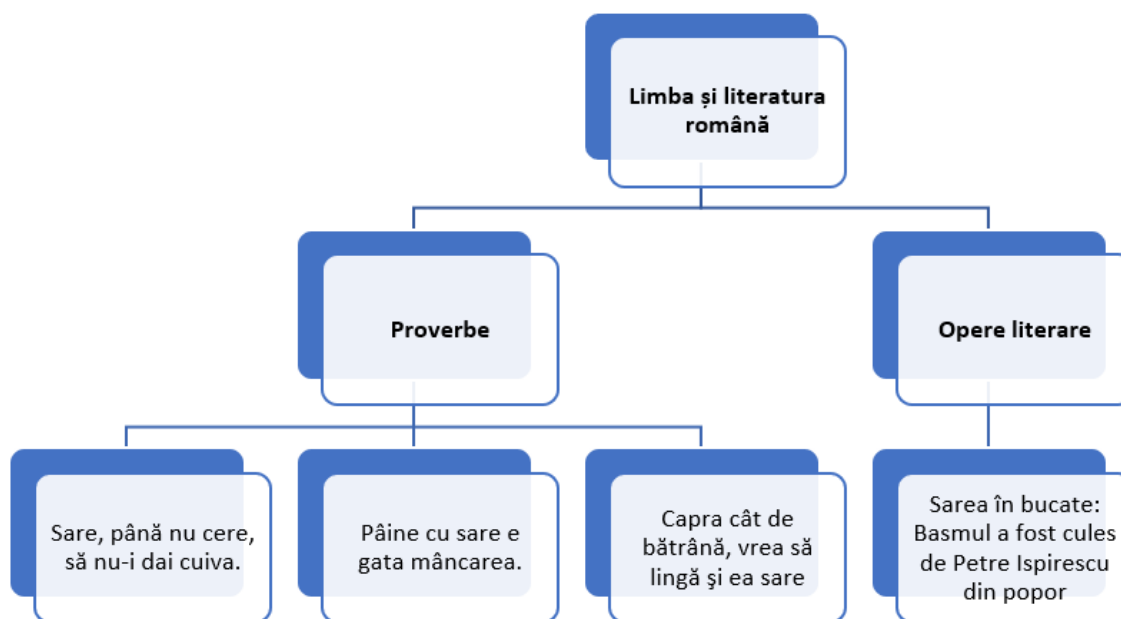 Limba și literatura
română
Proverbe
Opere literare
Sare, până nu cere,
să nu-i dai cuiva.
Pâine cu sare e
gata mâncarea.
Capra cât de
bătrână, vrea să
lingă şi ea sare
Sarea în bucate:
Basmul a fost cules
de Petre Ispirescu
din popor